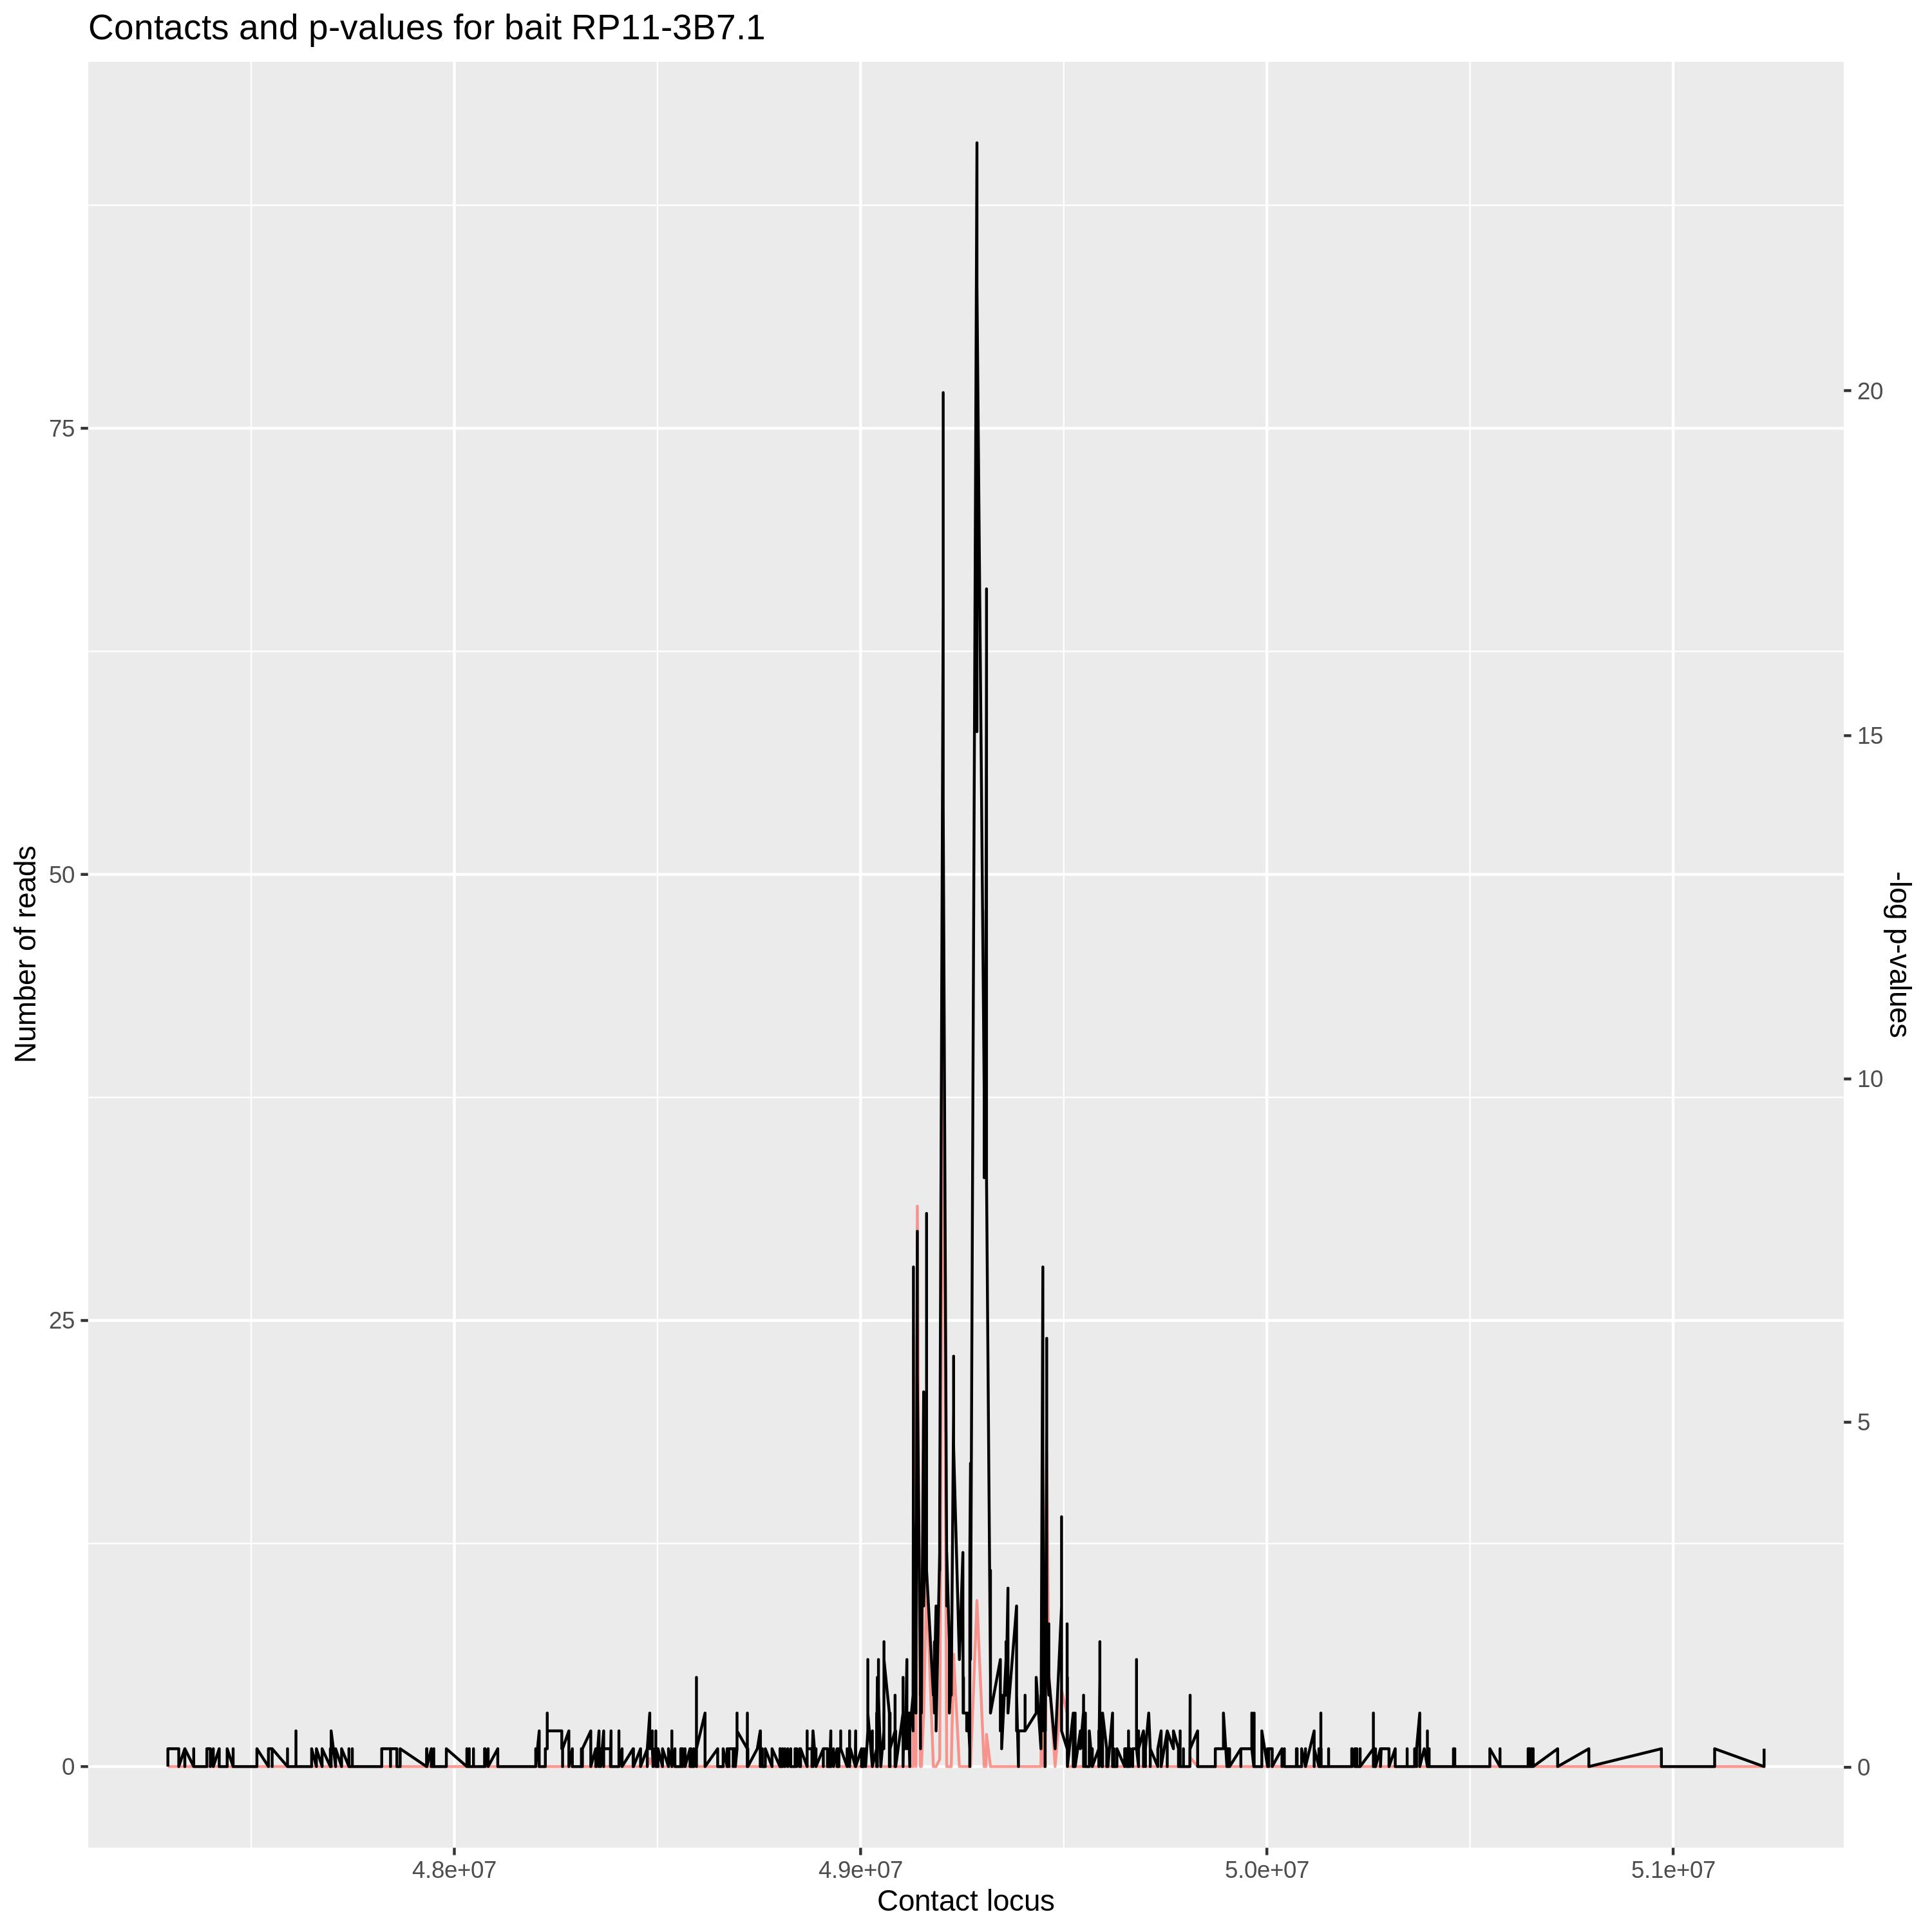 Contacts and p-values for bait RP11-3B7.1
75
50
25
0
Number of reads
20
15
10
5
0
-log p-values
4.8e+07
4.9e+07
5.0e+07
5.1e+07
Contact locus